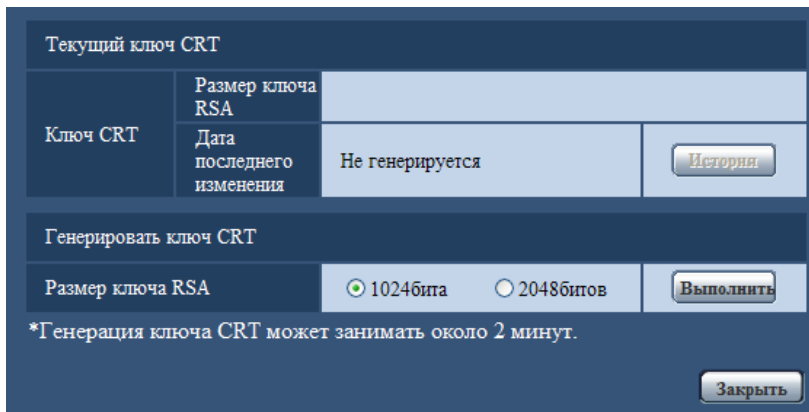 Текущий ключ CRT
Ключ CRT
Размер ключа
RSA
Дата
последнего
изменения
Не генерируется
История
Генерировать ключ CRT
Размер ключа RSA
1024бита
2048битов
Выполнить
*Генерация ключа CRT может занимать около 2 минут.
Закрыть